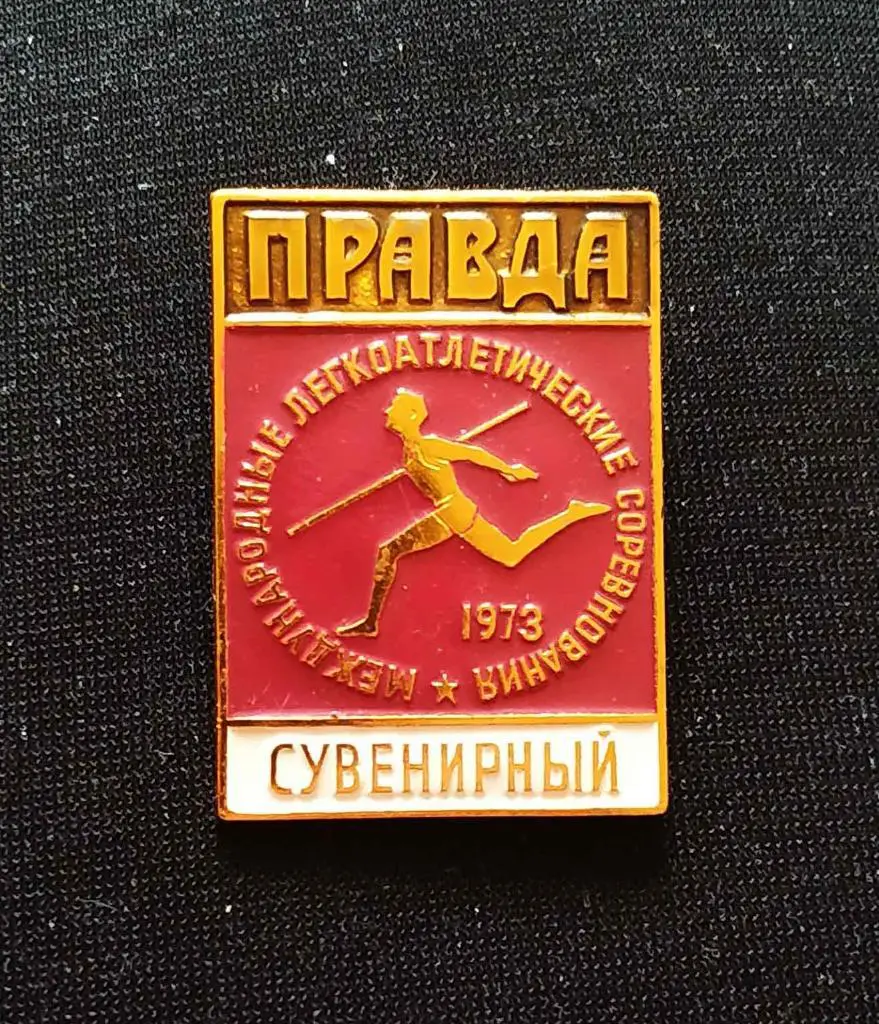 ПРАВДА
МЕЖДУНАРОДНЫЕ ЛЕГКОАТЛЕТИЧЕСКИЕ СОРЕВНОВАНИЯ
1973
СУВЕНИРНЫЙ